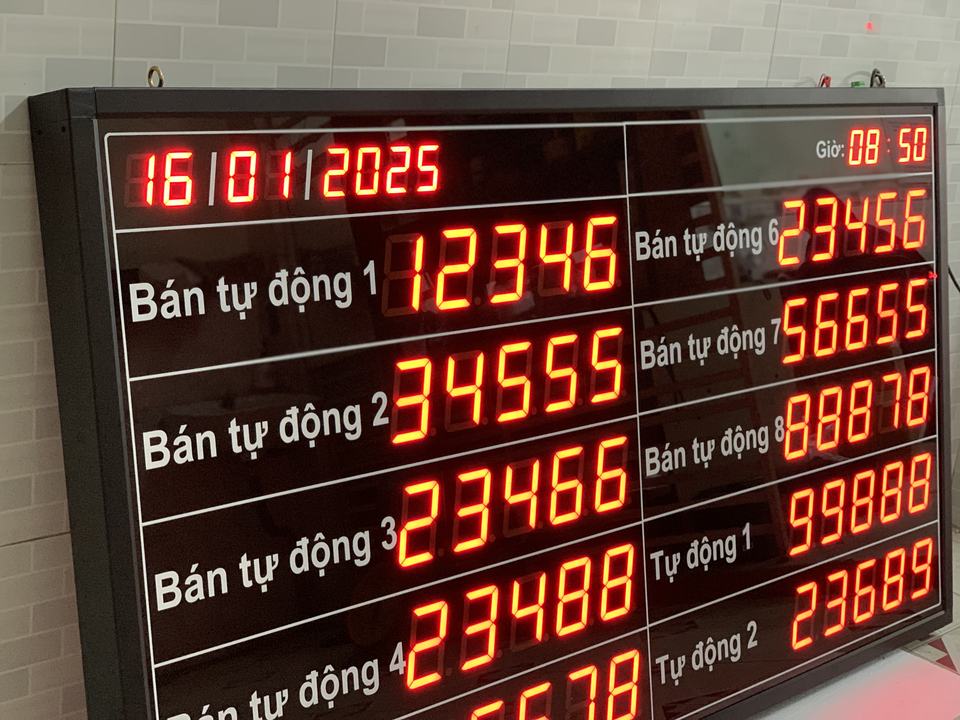 16/01/2025
Giờ: 08:50
Bán tự động 1 12346
Bán tự động 2 34555
Bán tự động 3 23466
Bán tự động 4 23488
678
Bán tự động 6 23456
Bán tự động 7 56655
Bán tự động 8 88878
Tự động 1 99888
Tự động 2 23689